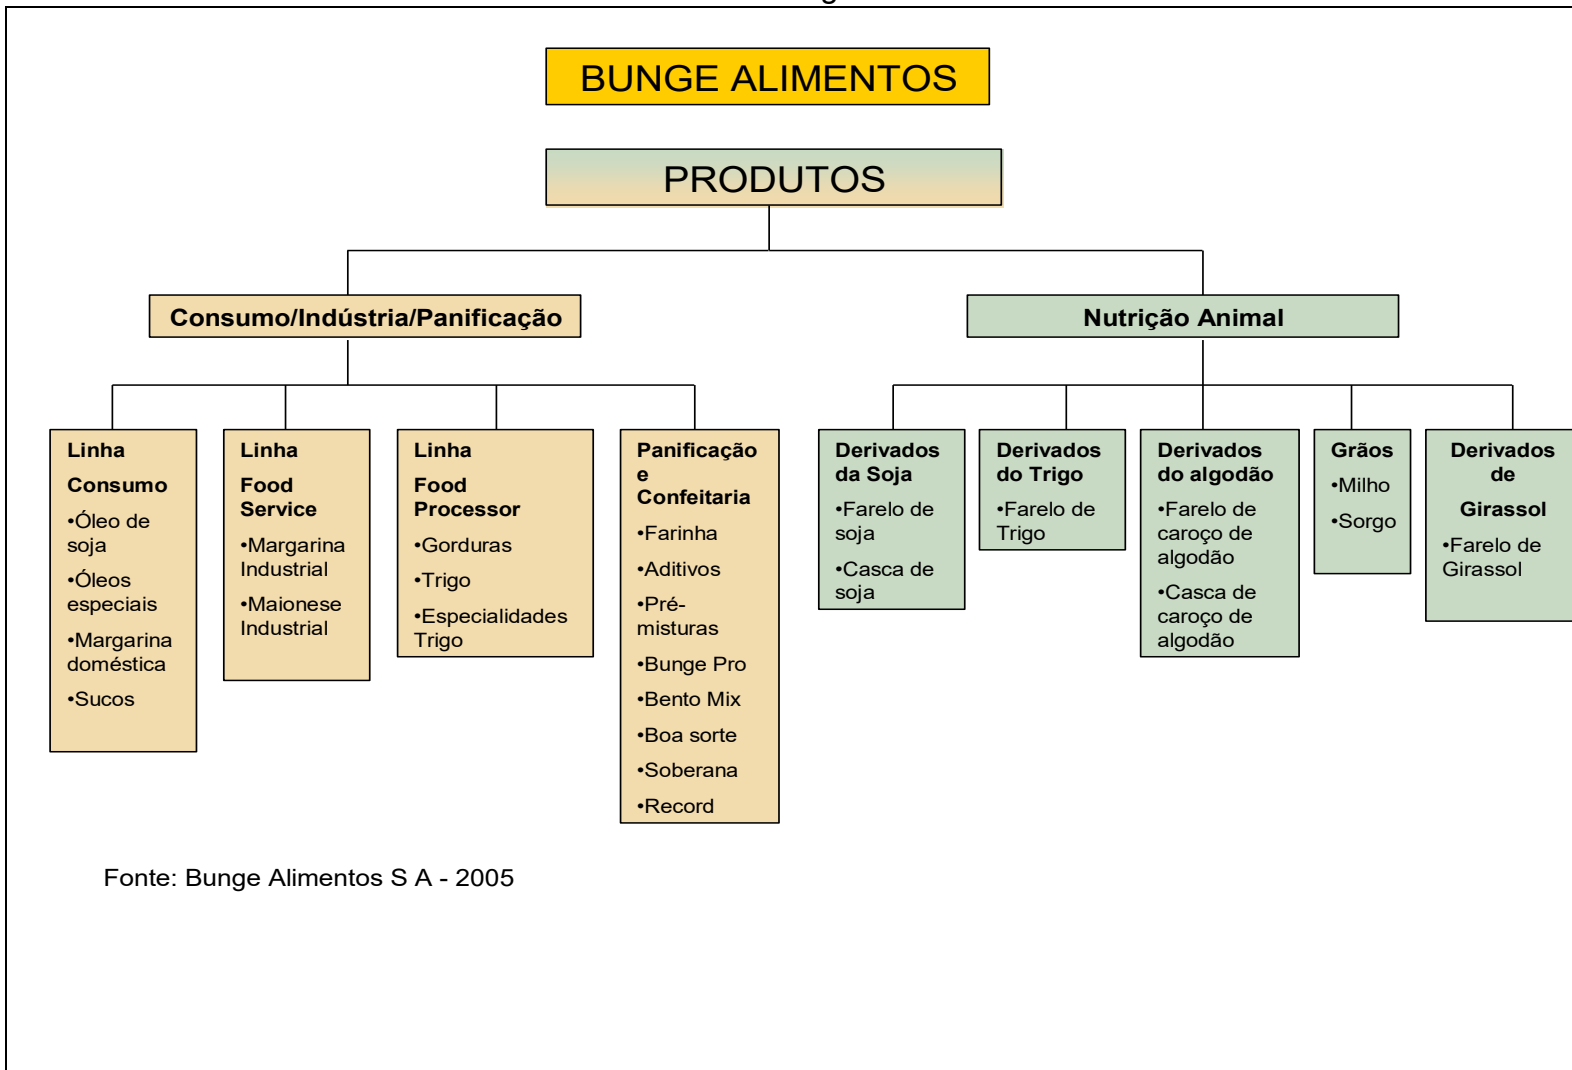 BUNGE ALIMENTOS
PRODUTOS
Consumo/Indústria/Panificação
Nutrição Animal
Linha
Consumo
•Óleo de
soja
•Óleos
especiais
•Margarina
doméstica
•Sucos
Linha
Food
Service
•Margarina
Industrial
•Maionese
Industrial
Linha
Food
Processor
•Gorduras
•Trigo
•Especialidades
Trigo
Panificação
e
Confeitaria
•Farinha
•Aditivos
•Pré-
misturas
•Bunge Pro
•Bento Mix
•Boa sorte
•Soberana
•Record
Derivados
da Soja
•Farelo de
soja
•Casca de
soja
Derivados
do Trigo
•Farelo de
Trigo
Derivados
do algodão
•Farelo de
caroço de
algodão
•Casca de
caroço de
algodão
Grãos
•Milho
•Sorgo
Derivados
de
Girassol
•Farelo de
Girassol
Fonte: Bunge Alimentos S A - 2005